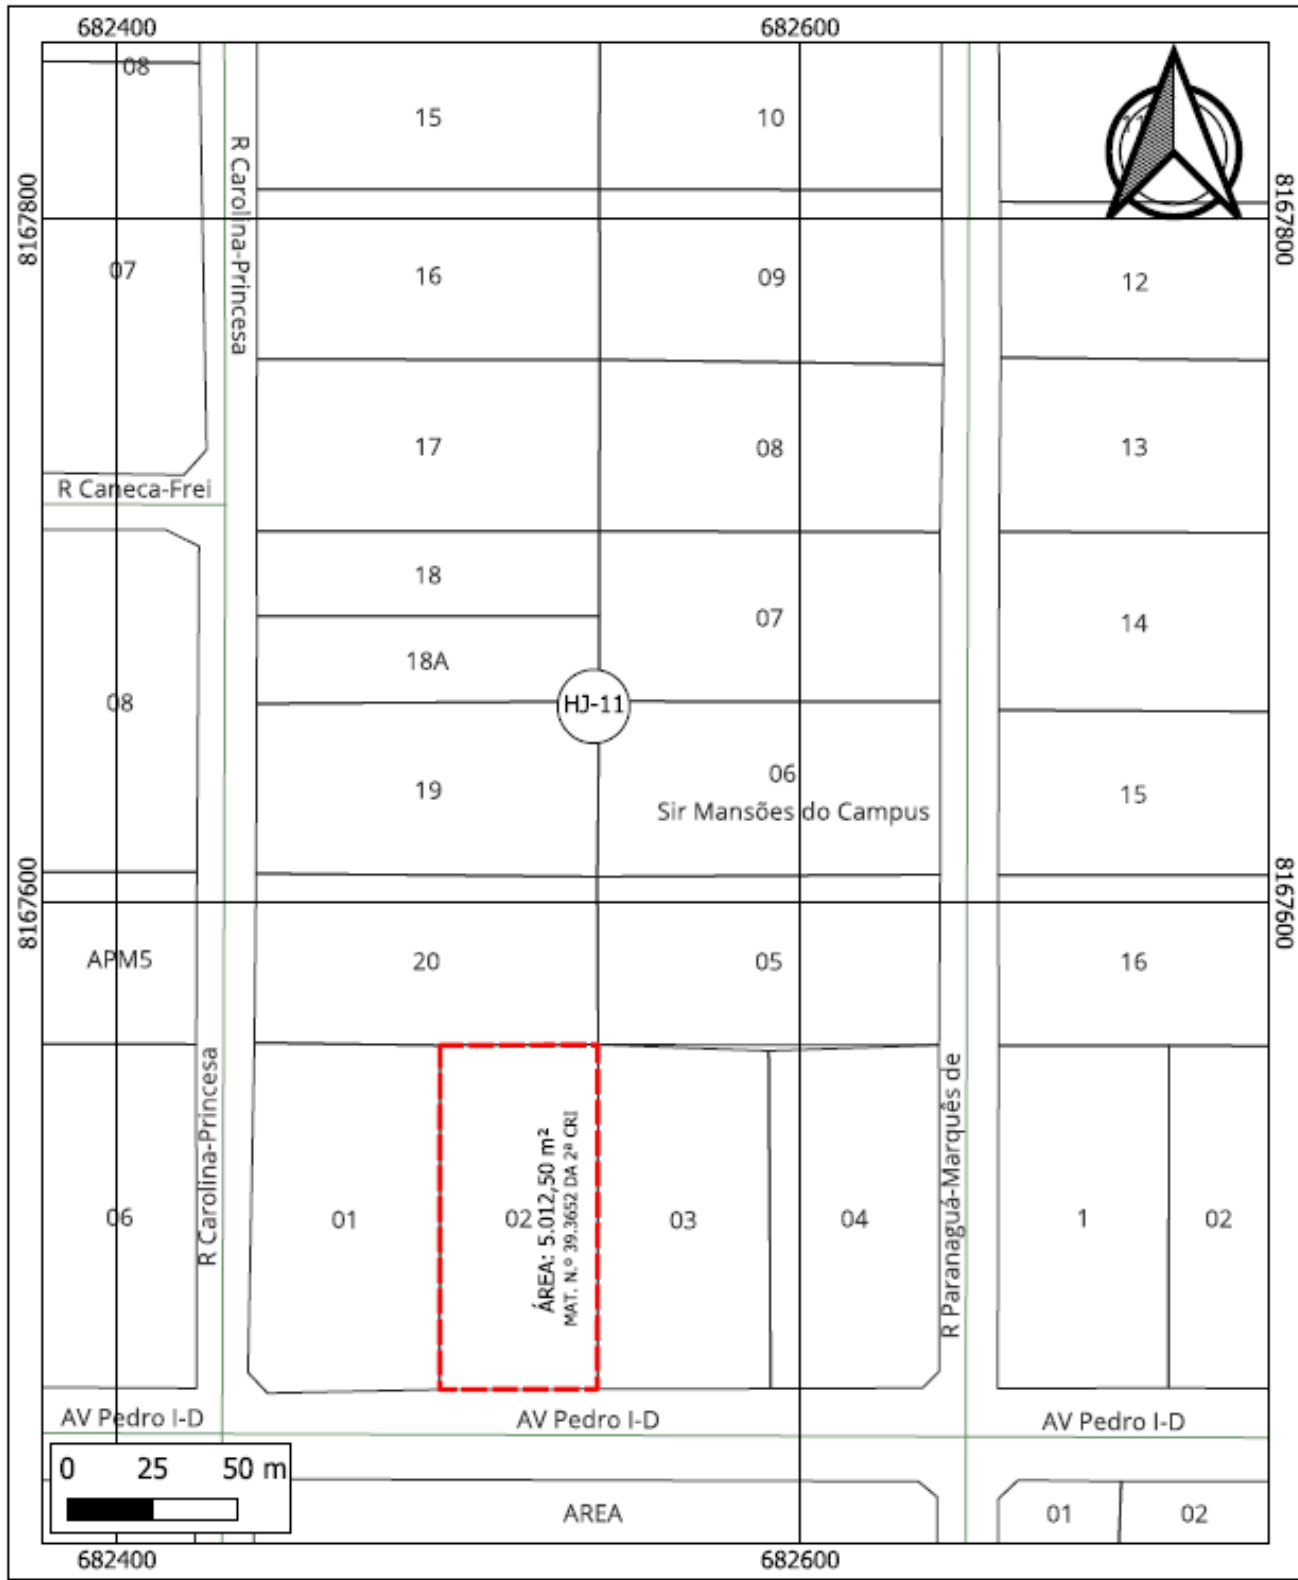 682400
682600
08
15
10
11
R Carolina-Princesa
8167800
8167800
07
16
09
12
17
08
13
R Caneca-Frei
18
07
14
18A
08
HJ-11
19
06
15
Sir Mansões do Campus
8167600
8167600
APM5
20
05
16
R Carolina-Princesa
R Paranaguá-Marquês de
06
01
02
ÁREA: 5.012,50 m²
MAT. N.º 39.3652 DA 2ª CRI
03
04
1
02
AV Pedro I-D
AV Pedro I-D
AV Pedro I-D
0 25 50 m
AREA
01
02
682400
682600